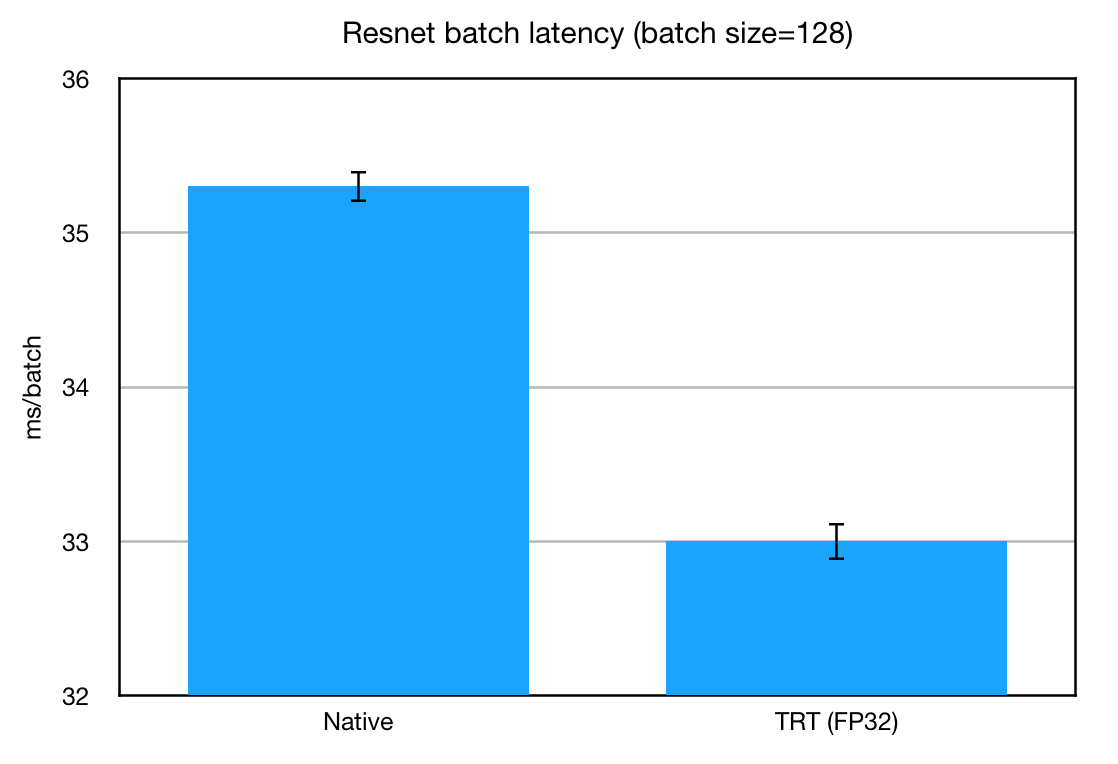 Resnet batch latency (batch size=128)
36
35
34
33
32
ms/batch
Native
TRT (FP32)